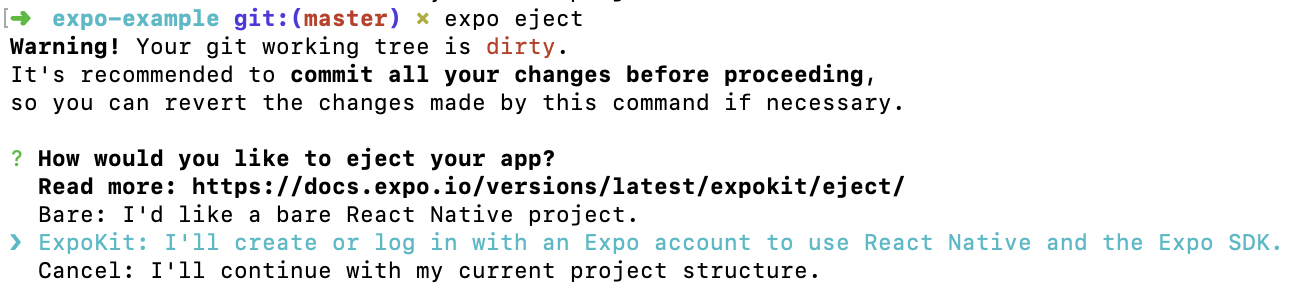 [➜ expo-example git:(master) ✗ expo eject
Warning! Your git working tree is dirty.
It's recommended to commit all your changes before proceeding,
so you can revert the changes made by this command if necessary.
? How would you like to eject your app?
Read more: https://docs.expo.io/versions/latest/expokit/eject/
Bare: I'd like a bare React Native project.
❯ ExpoKit: I'll create or log in with an Expo account to use React Native and the Expo SDK.
Cancel: I'll continue with my current project structure.